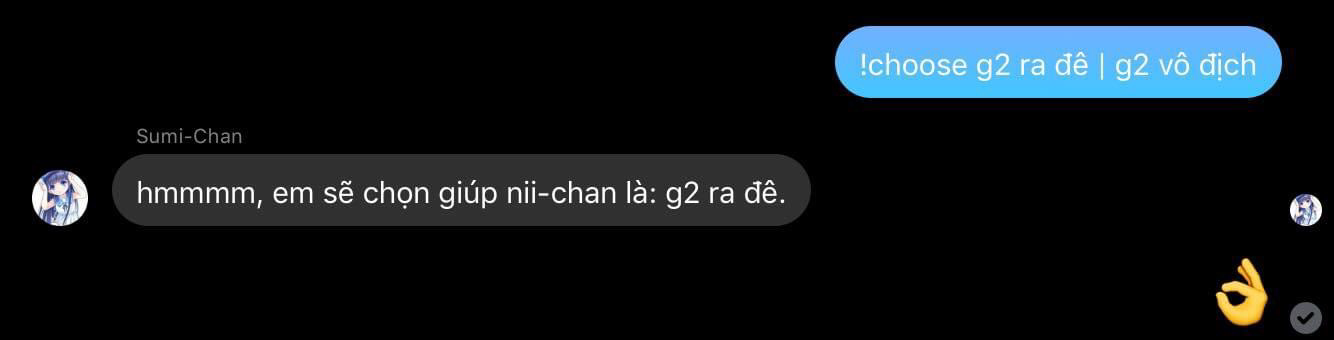 !choose g2 ra đê | g2 vô địch
Sumi-Chan
hmmmm, em sẽ chọn giúp nii-chan là: g2 ra đê.